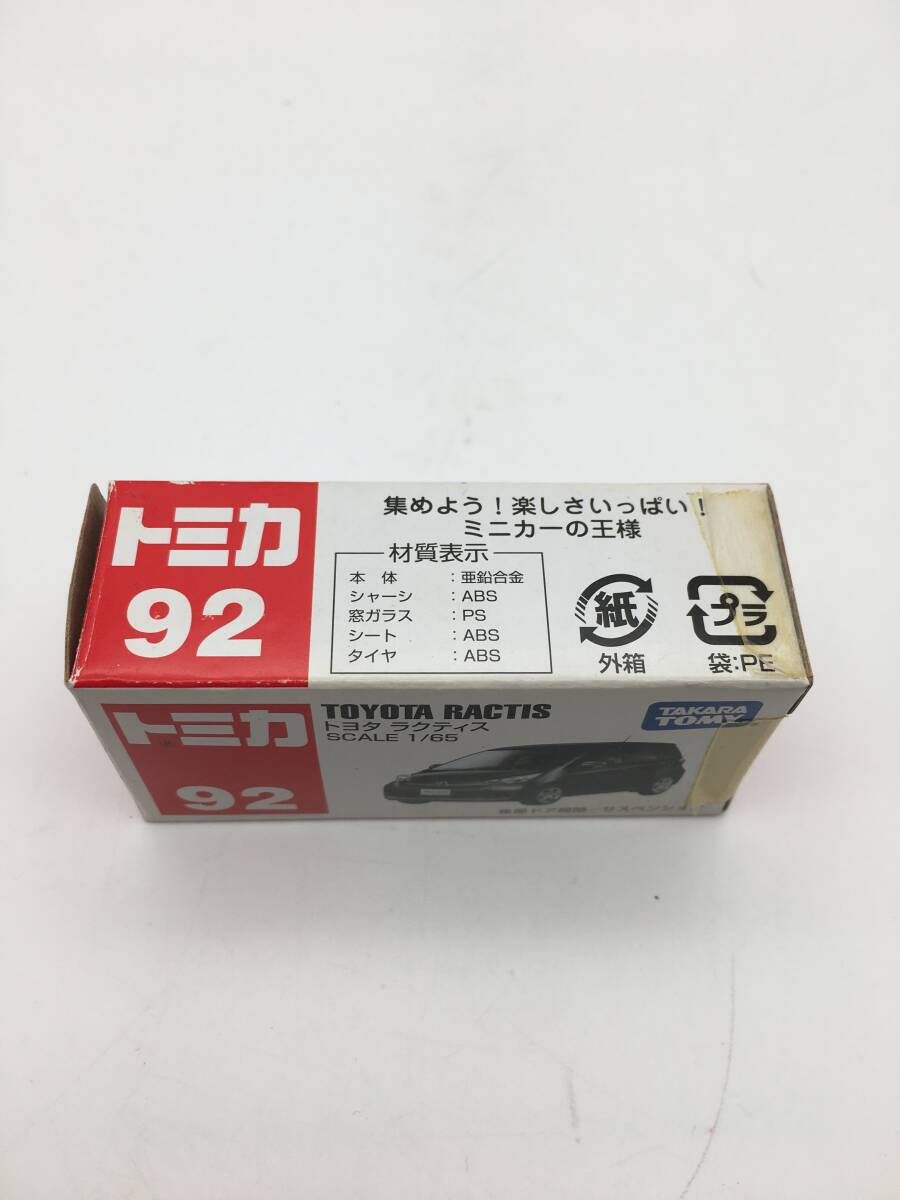 トミカ
92
集めよう！楽しさいっぱい！
ミニカーの王様
材質表示
本 体 ：亜鉛合金
シャーシ ：ABS
窓ガラス ：PS
シート ：ABS
タイヤ ：ABS
紙
外箱
プラ
袋:PE
トミカ
92
TOYOTA RACTIS
トヨタ ラクティス
SCALE 1/65
TAKARA
TOMY